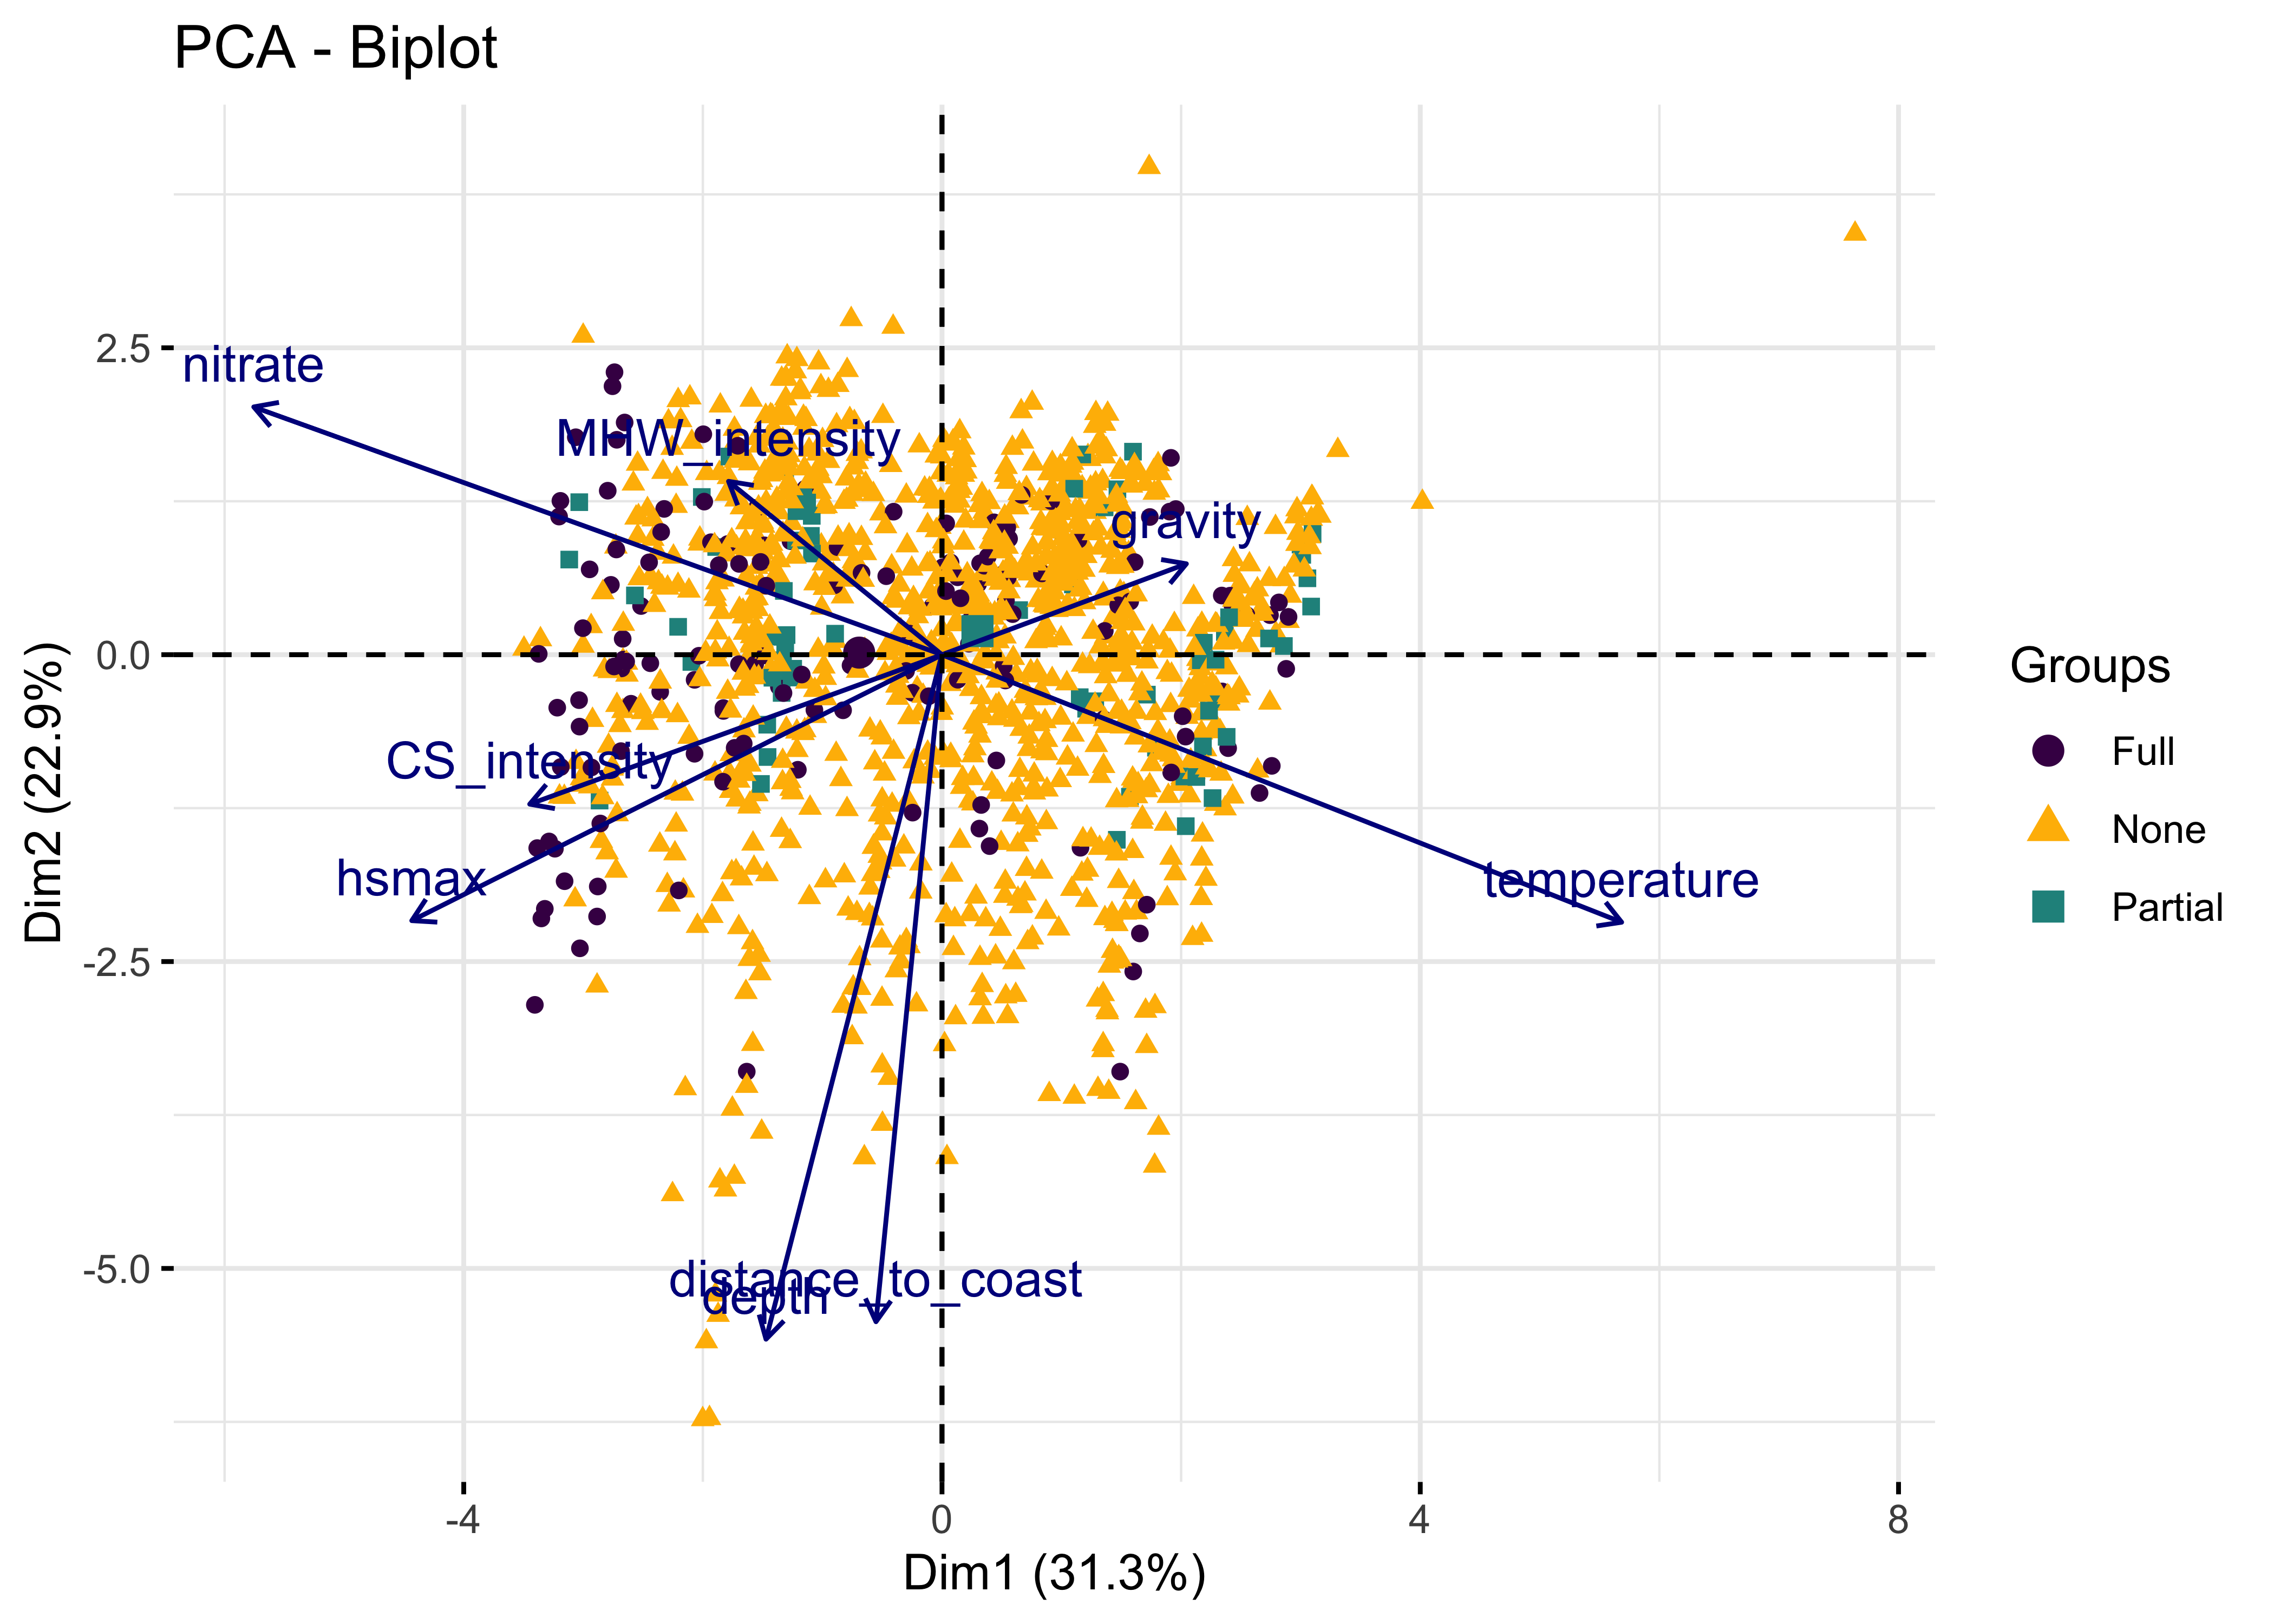 PCA - Biplot
2.5
0.0
-2.5
-5.0
Dim2 (22.9%)
nitrate
MHW_intensity
gravity
CS_intensity
hsmax
temperature
distance_to_coast
depth
-4
0
4
8
Dim1 (31.3%)
Groups
Full
None
Partial